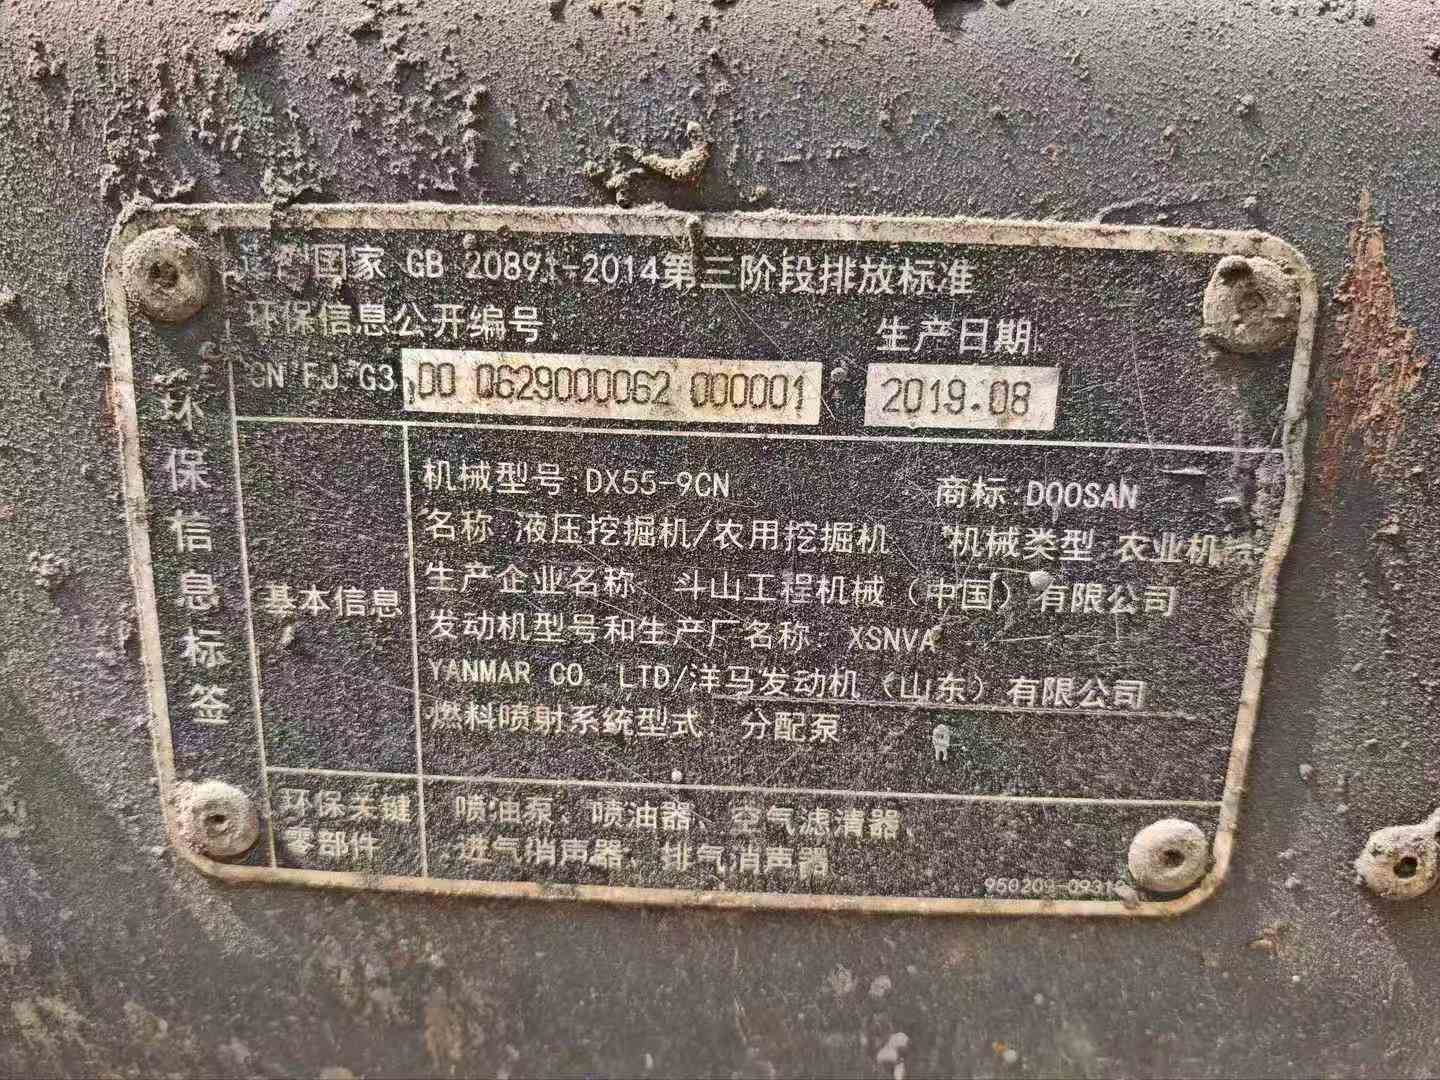 环保信息标签
国家 GB 20891-2014第三阶段排放标准
环保信息公开编号
生产日期
CN FJ G3 00 0629000062 000001
2019.08
基本信息
机械型号:DX55-9CN 商标:DOOSAN
名称 液压挖掘机/农用挖掘机 机械类型 农业机械
生产企业名称 斗山工程机械（中国）有限公司
发动机型号和生产厂名称: XSNVA
YANMAR CO. LTD/洋马发动机（山东）有限公司
燃料喷射系统型式 分配泵
环保关键
零部件
喷油泵、喷油器、空气滤清器、
进气消声器、排气消声器